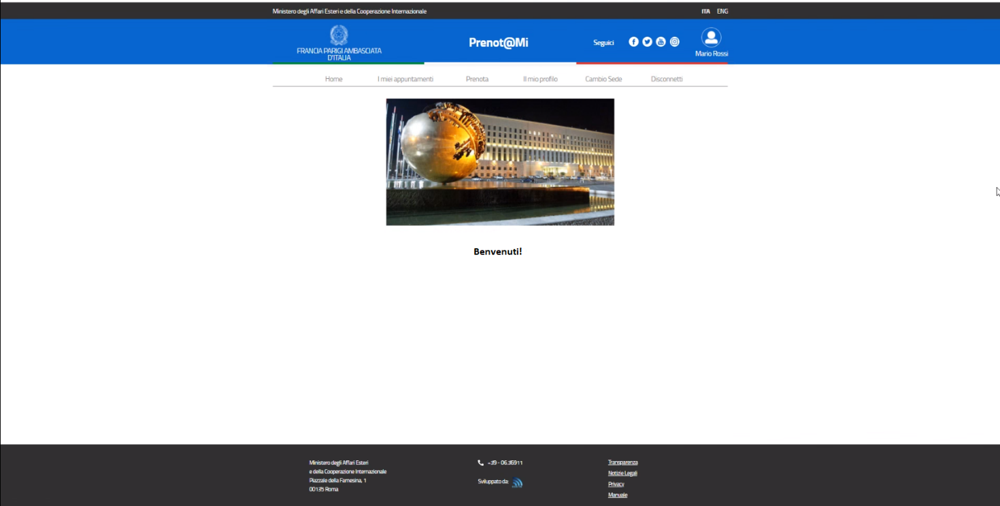 Ministero degli Affari Esteri e della Cooperazione Internazionale
ITA ENG
FRANCIA PARIGI AMBASCIATA
D'ITALIA
Prenot@Mi
Seguici
Mario Rossi
Home I miei appuntamenti Prenota Il mio profilo Cambio Sede Disconnetti
Benvenuti!
Ministero degli Affari Esteri
e della Cooperazione Internazionale
Piazzale della Farnesina, 1
00135 Roma
+39 - 06.36911
Sviluppato da:
Transparenza
Notizie Legali
Privacy
Manuale